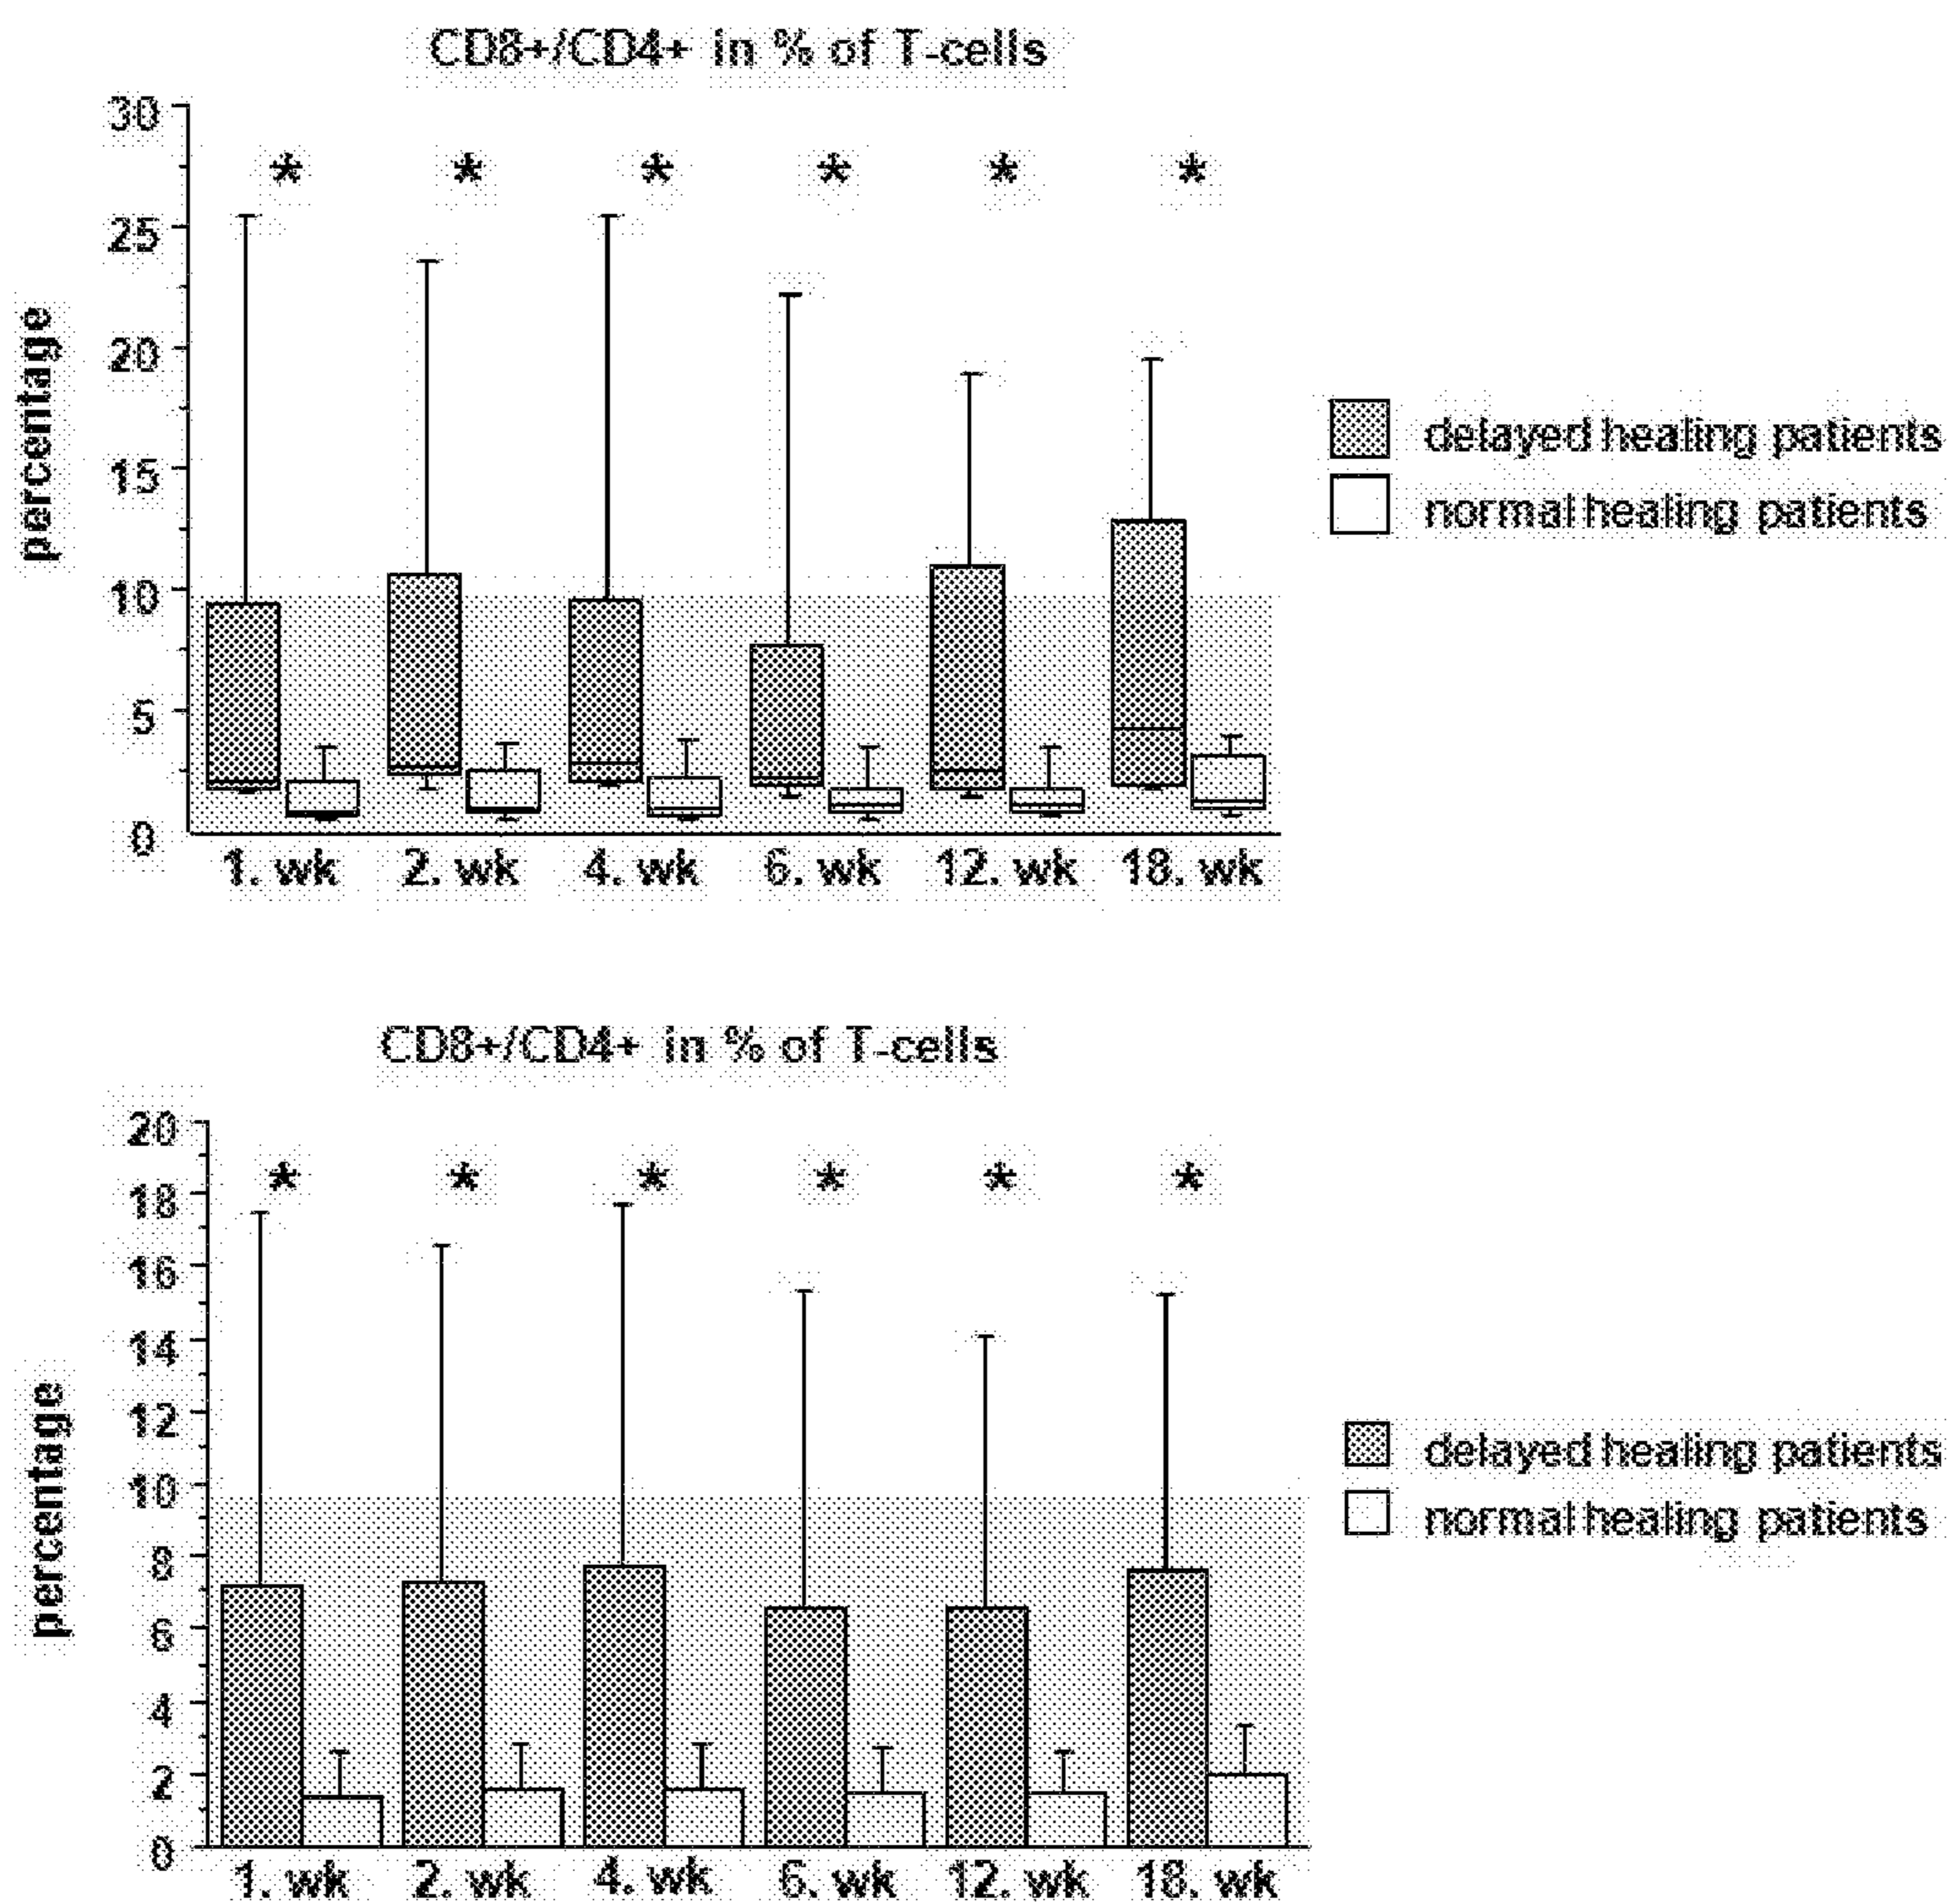 CD8+/CD4+ in % of T-cells
30
*
*
*
*
*
*
25
20
15
10
5
0
percentage
delayed healing patients
normal healing patients
1. wk
2. wk
4. wk
6. wk
12. wk
18. wk
CD8+/CD4+ in % of T-cells
20
*
*
*
*
*
*
18
16
14
12
10
8
6
4
2
0
percentage
delayed healing patients
normal healing patients
1. wk
2. wk
4. wk
6. wk
12. wk
18. wk